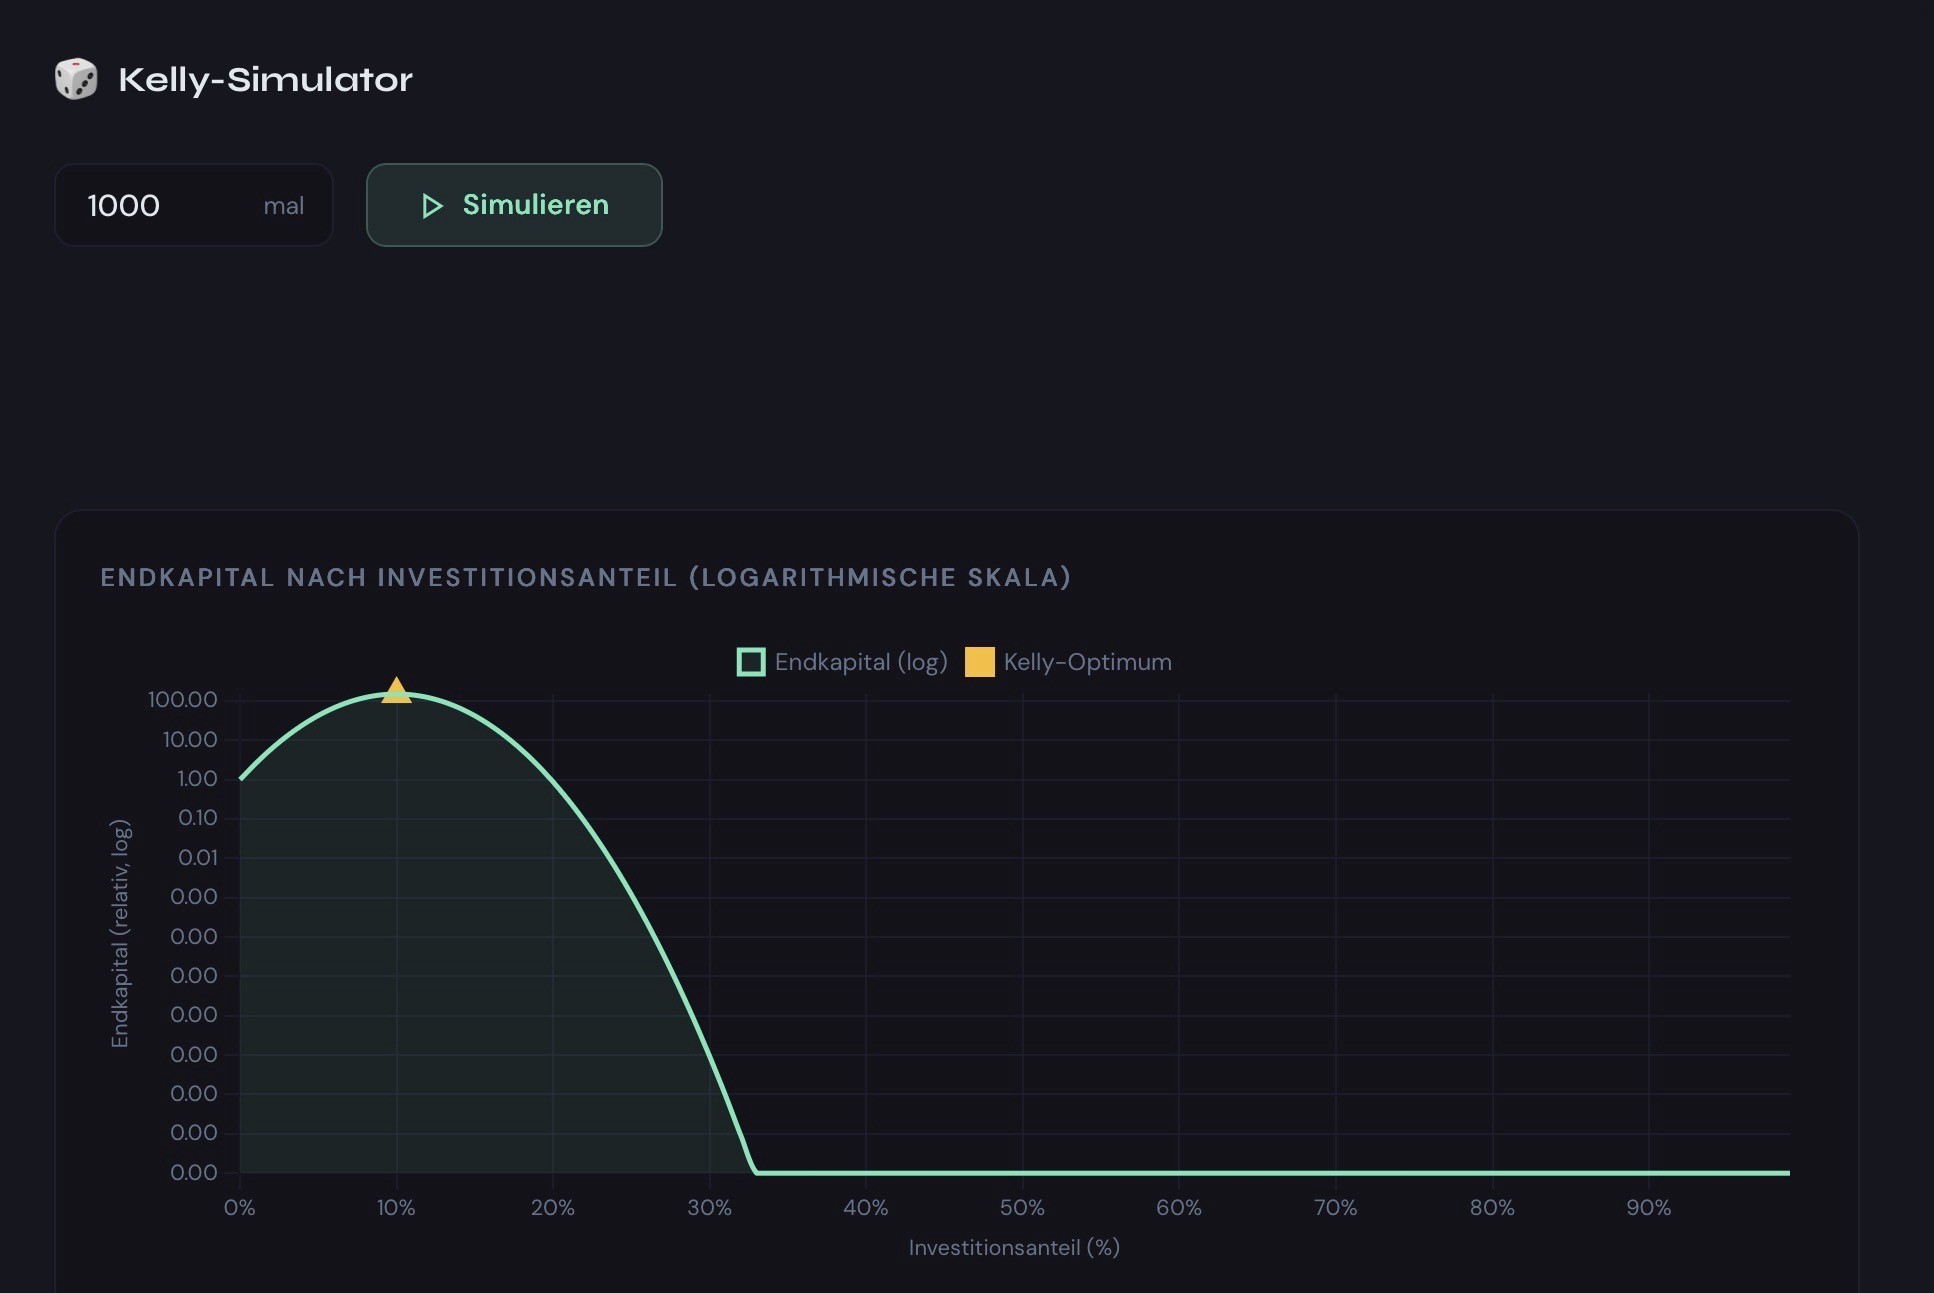 Kelly-Simulator
1000 mal
Simulieren
ENDKAPITAL NACH INVESTITIONSANTEIL (LOGARITHMISCHE SKALA)
Endkapital (log) Kelly-Optimum
Endkapital (relativ, log)
100.00
10.00
1.00
0.10
0.01
0.00
0.00
0.00
0.00
0.00
0.00
0.00
0.00
0% 10% 20% 30% 40% 50% 60% 70% 80% 90%
Investitionsanteil (%)